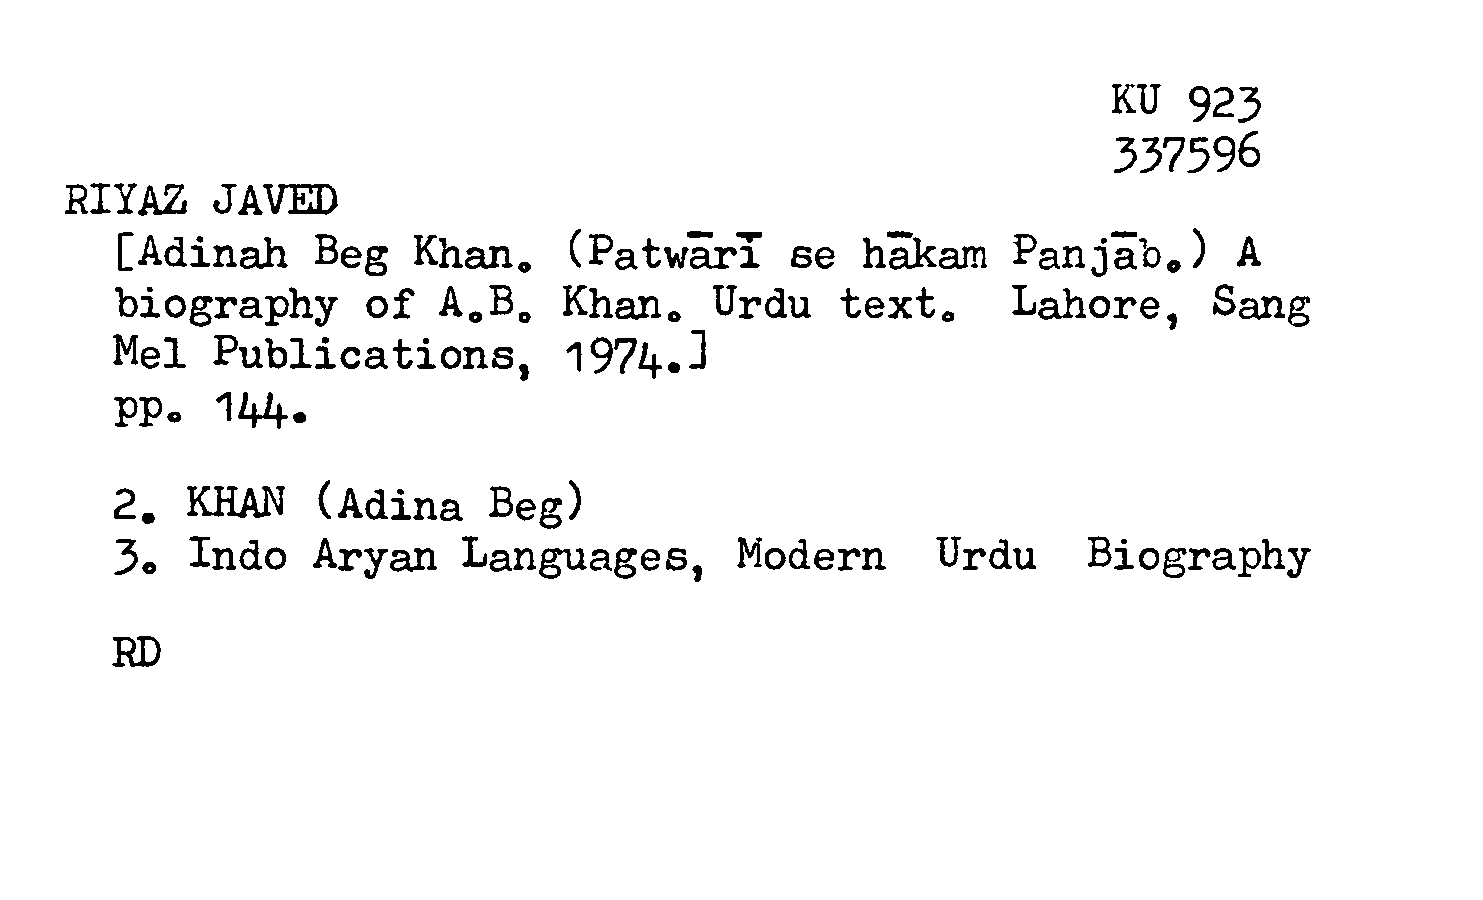 KU 923
337596
RIYAZ JAVED
[Adinah Beg Khan. (Patwārī se hākam Panjāb.) A
biography of A.B. Khan. Urdu text. Lahore, Sang
Mel Publications, 1974.]
pp. 144.
2. KHAN (Adina Beg)
3. Indo Aryan Languages, Modern Urdu Biography
RD